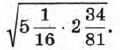 √(5 1/16 · 2 34/81).